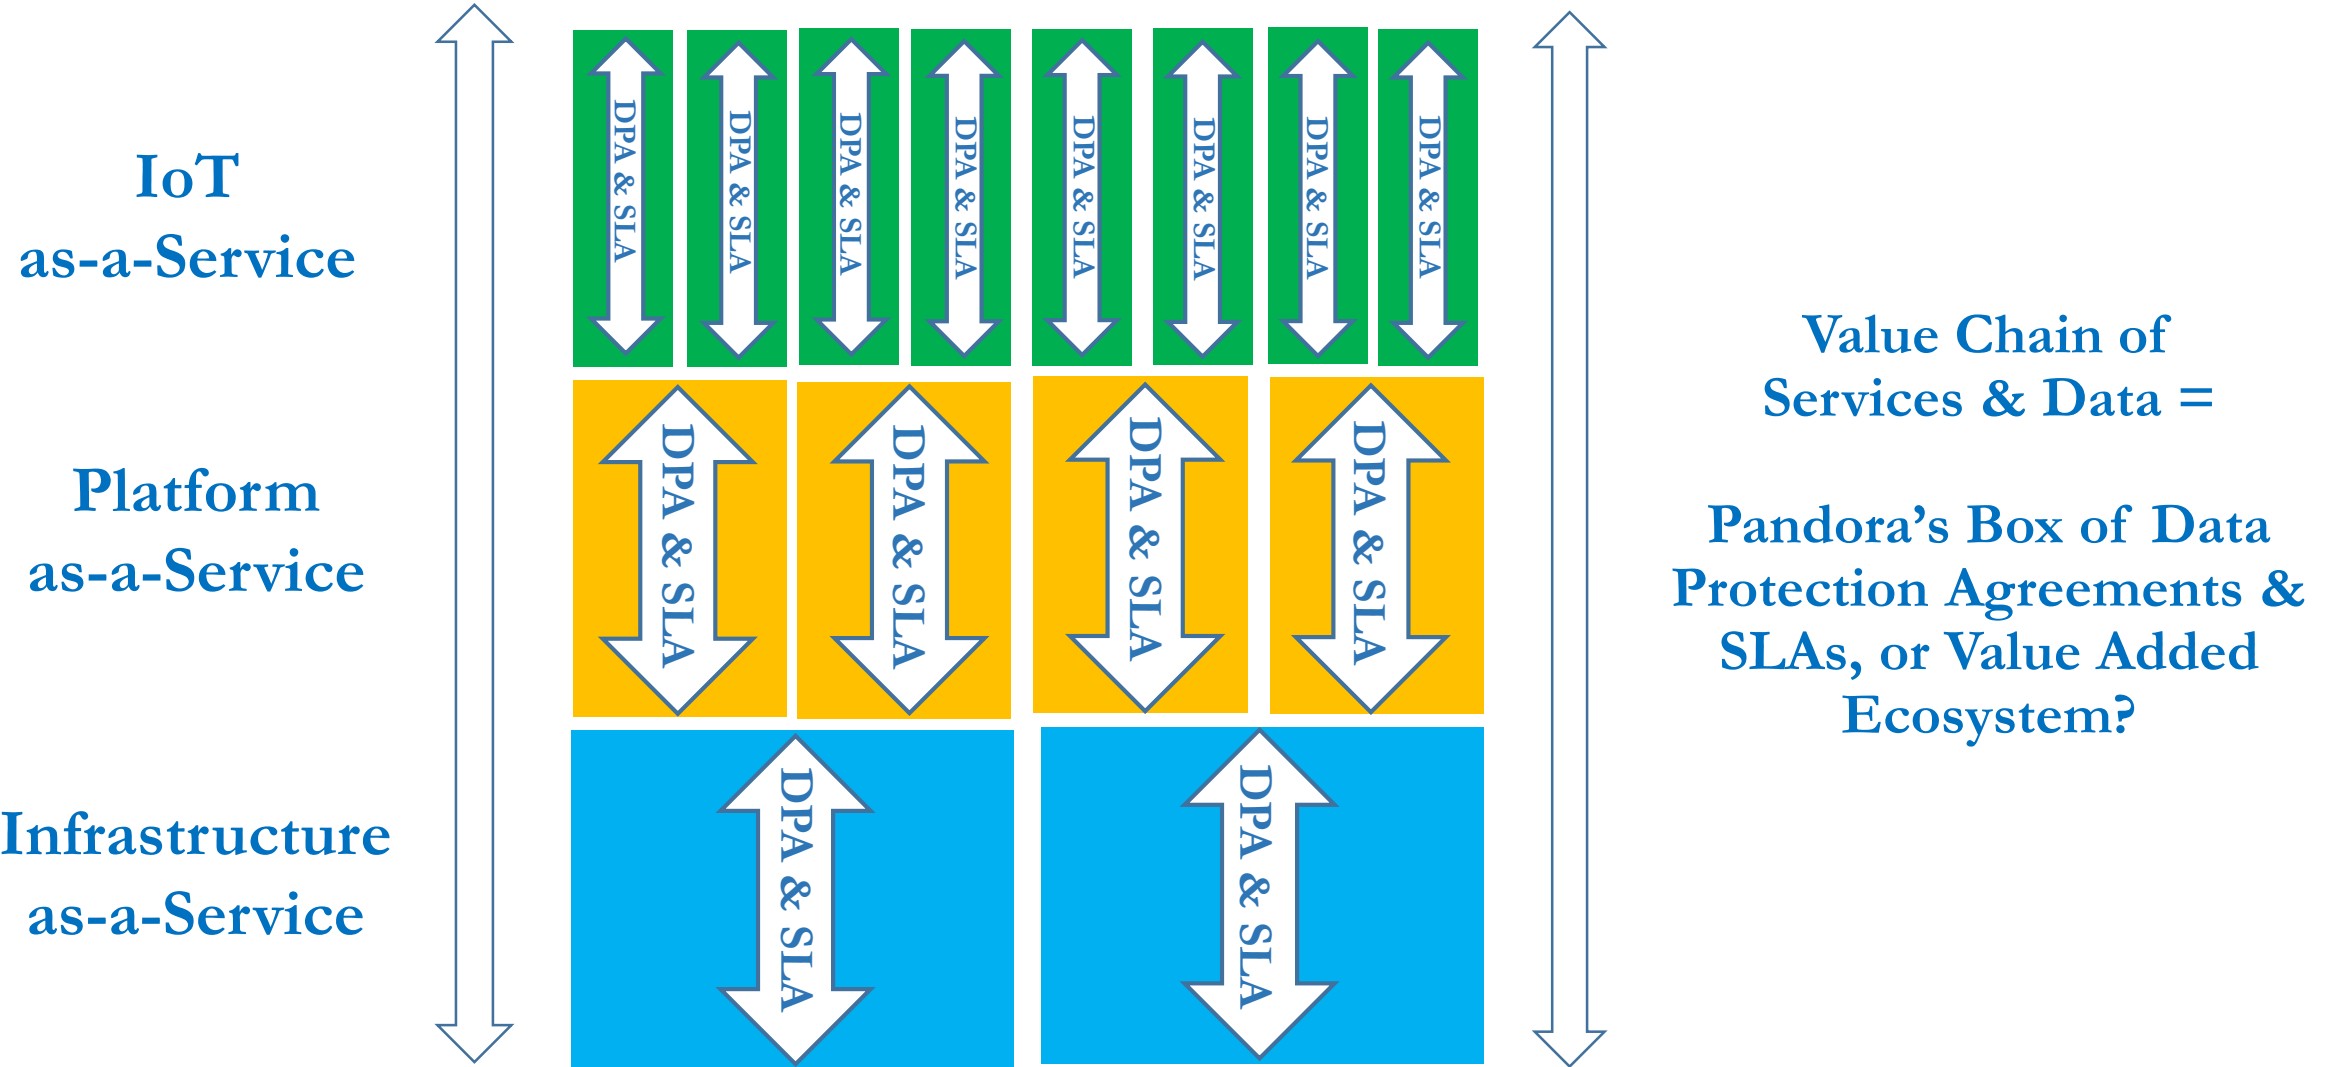 IoT
as-a-Service
Platform
as-a-Service
Infrastructure
as-a-Service
DPA & SLA
DPA & SLA
DPA & SLA
DPA & SLA
DPA & SLA
DPA & SLA
DPA & SLA
DPA & SLA
DPA & SLA
DPA & SLA
DPA & SLA
DPA & SLA
DPA & SLA
DPA & SLA
Value Chain of
Services & Data =
Pandora’s Box of Data
Protection Agreements &
SLAs, or Value Added
Ecosystem?